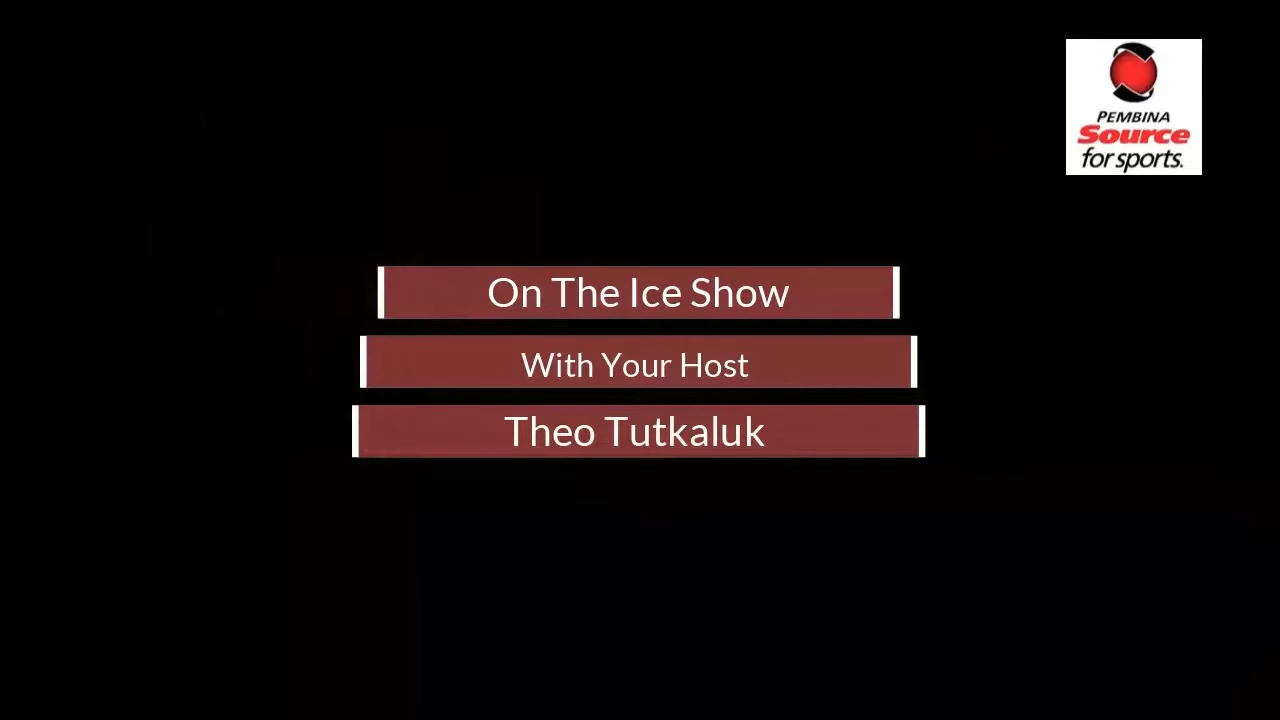 PEMBINA
Source
for sports.
On The Ice Show
With Your Host
Theo Tutkaluk